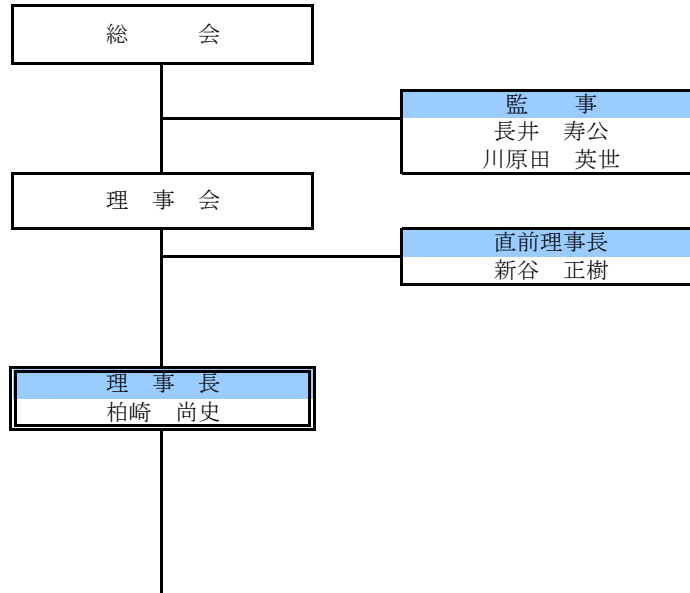 総　　　会
監　　事
長井　寿公
川原田　英世
理　事　会
直前理事長
新谷　正樹
理　事　長
柏崎　尚史